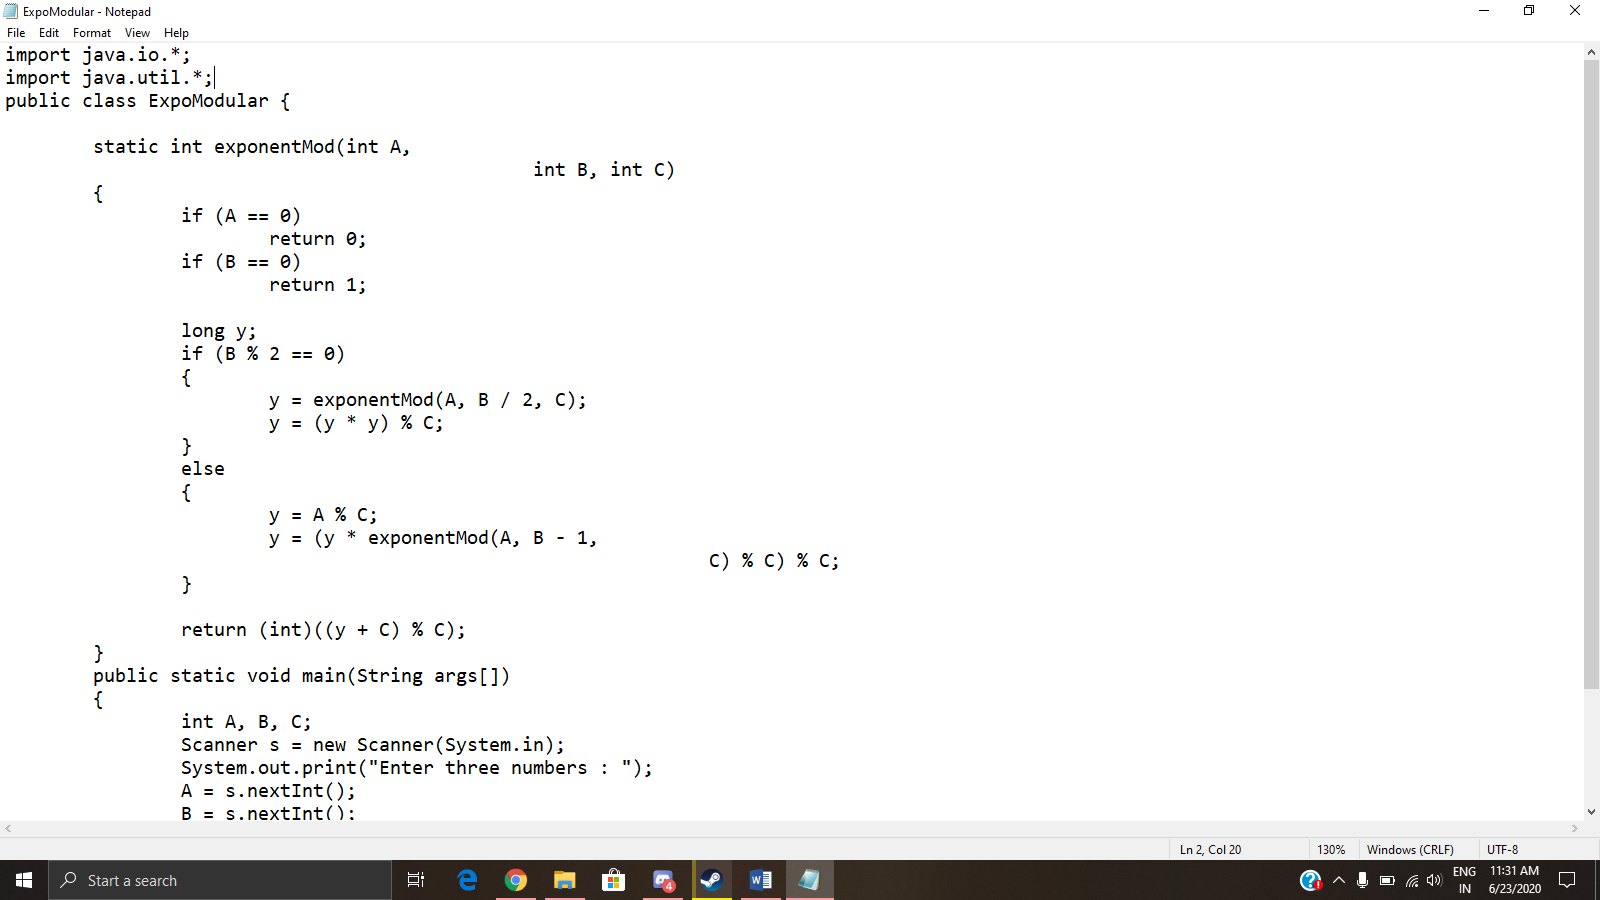 ExpoModular - Notepad
File Edit Format View Help
import java.io.*;
import java.util.*;
public class ExpoModular {
static int exponentMod(int A,
int B, int C)
{
if (A == 0)
return 0;
if (B == 0)
return 1;
long y;
if (B % 2 == 0)
{
y = exponentMod(A, B / 2, C);
y = (y * y) % C;
}
else
{
y = A % C;
y = (y * exponentMod(A, B - 1,
C) % C) % C;
}
return (int)((y + C) % C);
}
public static void main(String args[])
{
int A, B, C;
Scanner s = new Scanner(System.in);
System.out.print("Enter three numbers : ");
A = s.nextInt();
B = s.nextInt();
Ln 2, Col 20 130% Windows (CRLF) UTF-8
Start a search 4 ENG 11:31 AM
IN 6/23/2020